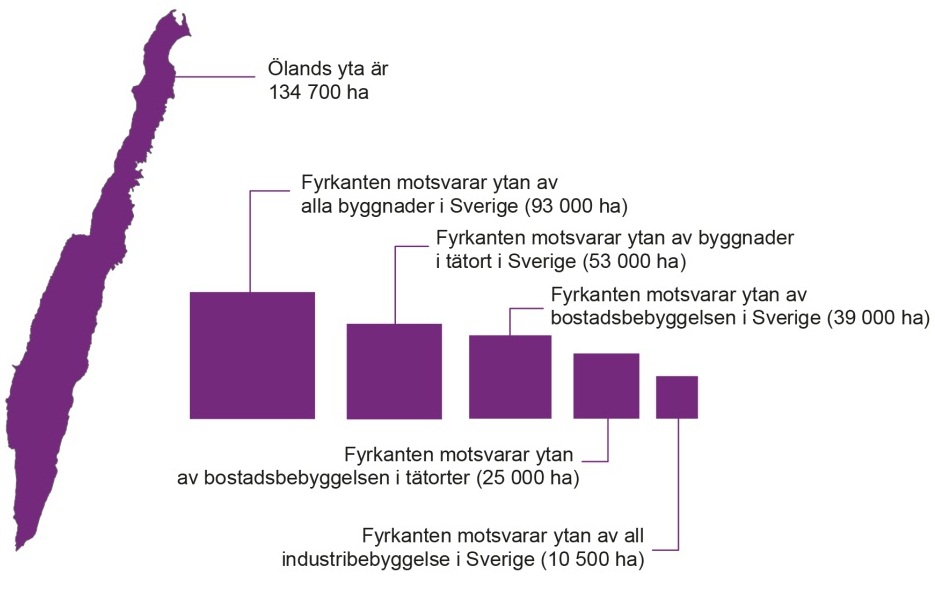 Ölands yta är
134 700 ha
Fyrkanten motsvarar ytan av
alla byggnader i Sverige (93 000 ha)
Fyrkanten motsvarar ytan av byggnader
i tätort i Sverige (53 000 ha)
Fyrkanten motsvarar ytan av
bostadsbebyggelsen i Sverige (39 000 ha)
Fyrkanten motsvarar ytan
av bostadsbebyggelsen i tätorter (25 000 ha)
Fyrkanten motsvarar ytan av all
industribebyggelse i Sverige (10 500 ha)